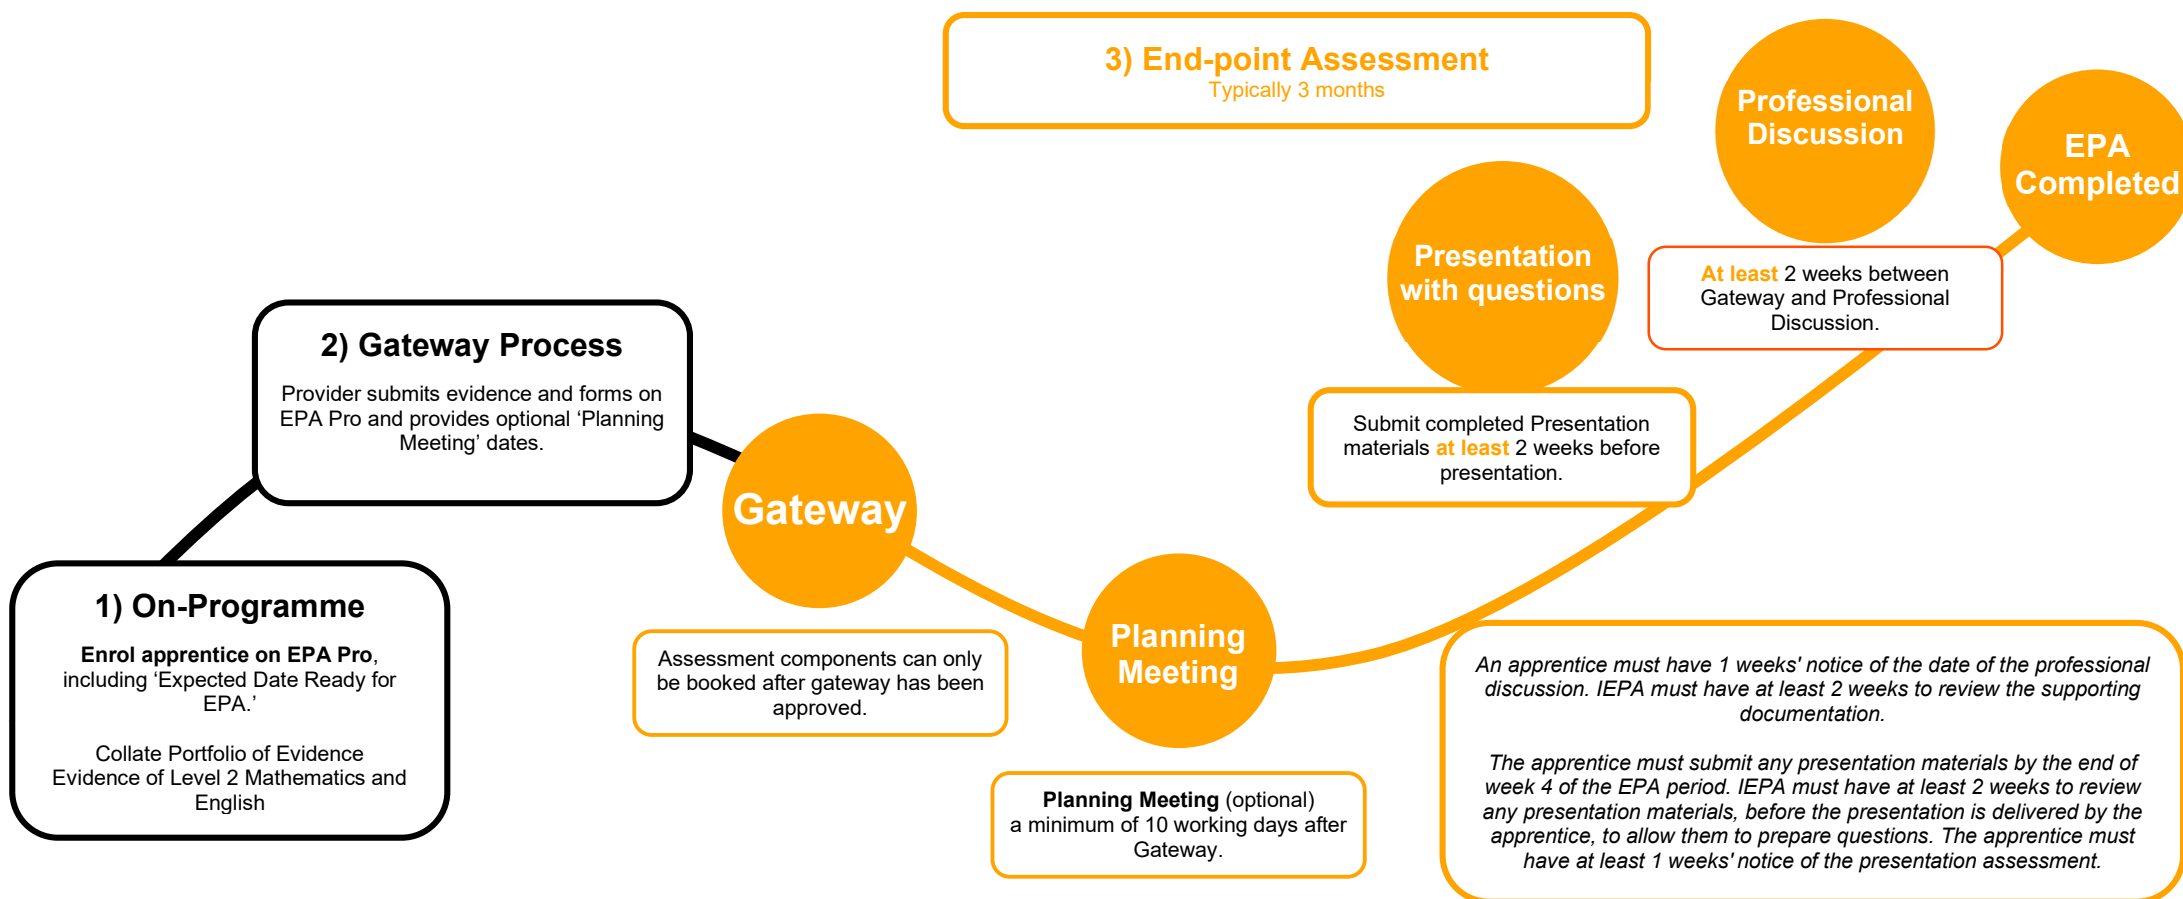 3) End-point Assessment
Typically 3 months
Professional
Discussion
EPA
Completed
Presentation
with questions
At least 2 weeks between
Gateway and Professional
Discussion.
2) Gateway Process
Provider submits evidence and forms on
EPA Pro and provides optional ‘Planning
Meeting’ dates.
Submit completed Presentation
materials at least 2 weeks before
presentation.
Gateway
1) On-Programme
Enrol apprentice on EPA Pro,
including ‘Expected Date Ready for
EPA.’
Collate Portfolio of Evidence
Evidence of Level 2 Mathematics and
English
Assessment components can only
be booked after gateway has been
approved.
Planning
Meeting
Planning Meeting (optional)
a minimum of 10 working days after
Gateway.
An apprentice must have 1 weeks' notice of the date of the professional
discussion. IEPA must have at least 2 weeks to review the supporting
documentation.
The apprentice must submit any presentation materials by the end of
week 4 of the EPA period. IEPA must have at least 2 weeks to review
any presentation materials, before the presentation is delivered by the
apprentice, to allow them to prepare questions. The apprentice must
have at least 1 weeks' notice of the presentation assessment.